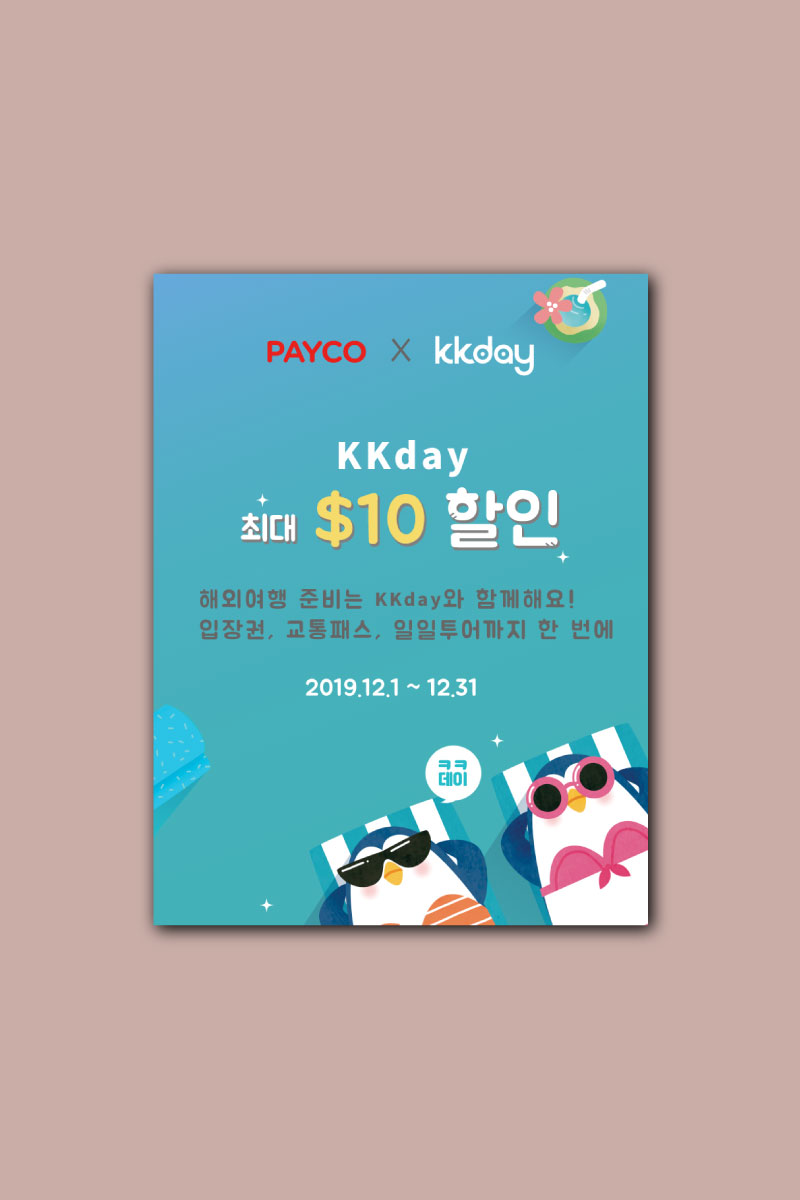 PAYCO X kkday
KKday
최대 $10 할인
해외여행 준비는 KKday와 함께해요!
입장권, 교통패스, 일일투어까지 한 번에
2019.12.1 ~ 12.31
ㅋㅋ
데이